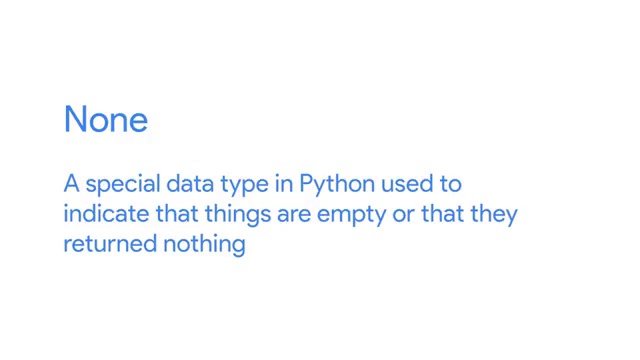 None
A special data type in Python used to
indicate that things are empty or that they
returned nothing